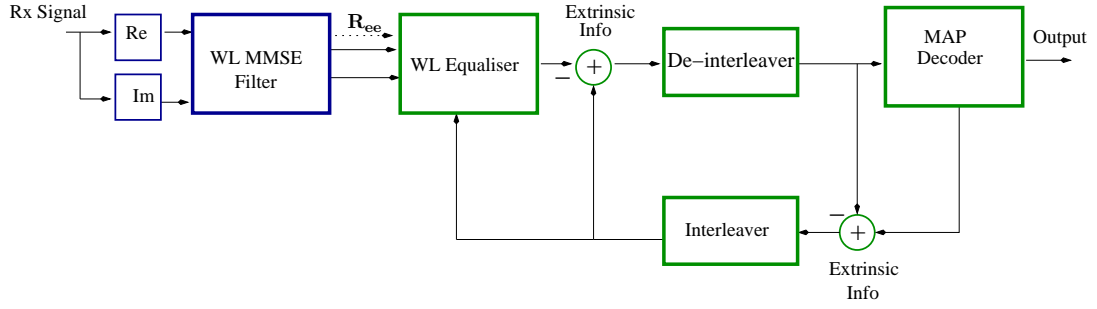 Rx Signal
Re
Im
WL MMSE
Filter
R_ee
WL Equaliser
Extrinsic
Info
−
+
De−interleaver
MAP
Decoder
Output
Interleaver
−
+
Extrinsic
Info